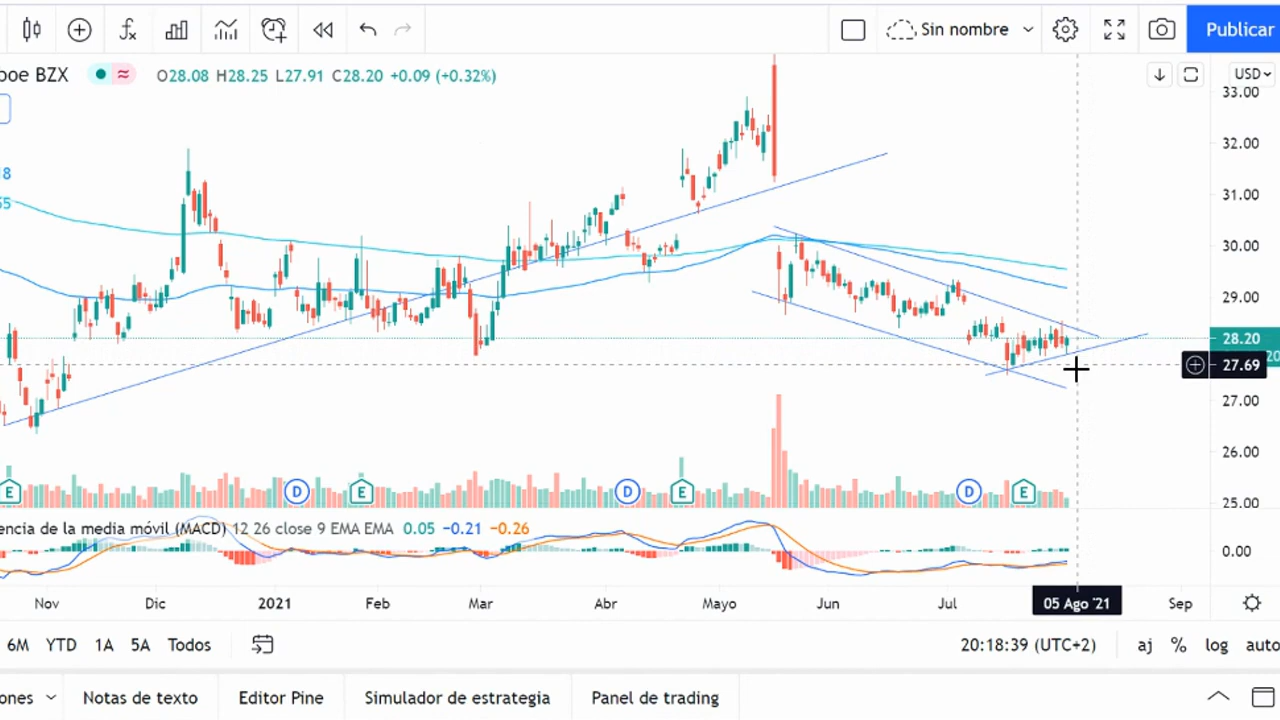 Sin nombre
Publicar
boe BZX
O28.08 H28.25 L27.91 C28.20 +0.09 (+0.32%)
USD
33.00
32.00
31.00
30.00
29.00
28.20
27.69
27.00
26.00
25.00
18
E D E D E D E
encia de la media móvil (MACD) 12 26 close 9 EMA EMA 0.05 −0.21 −0.26
0.00
Nov Dic 2021 Feb Mar Abr Mayo Jun Jul 05 Ago '21 Sep
6M YTD 1A 5A Todos
20:18:39 (UTC+2) aj % log auto
ones Notas de texto Editor Pine Simulador de estrategia Panel de trading